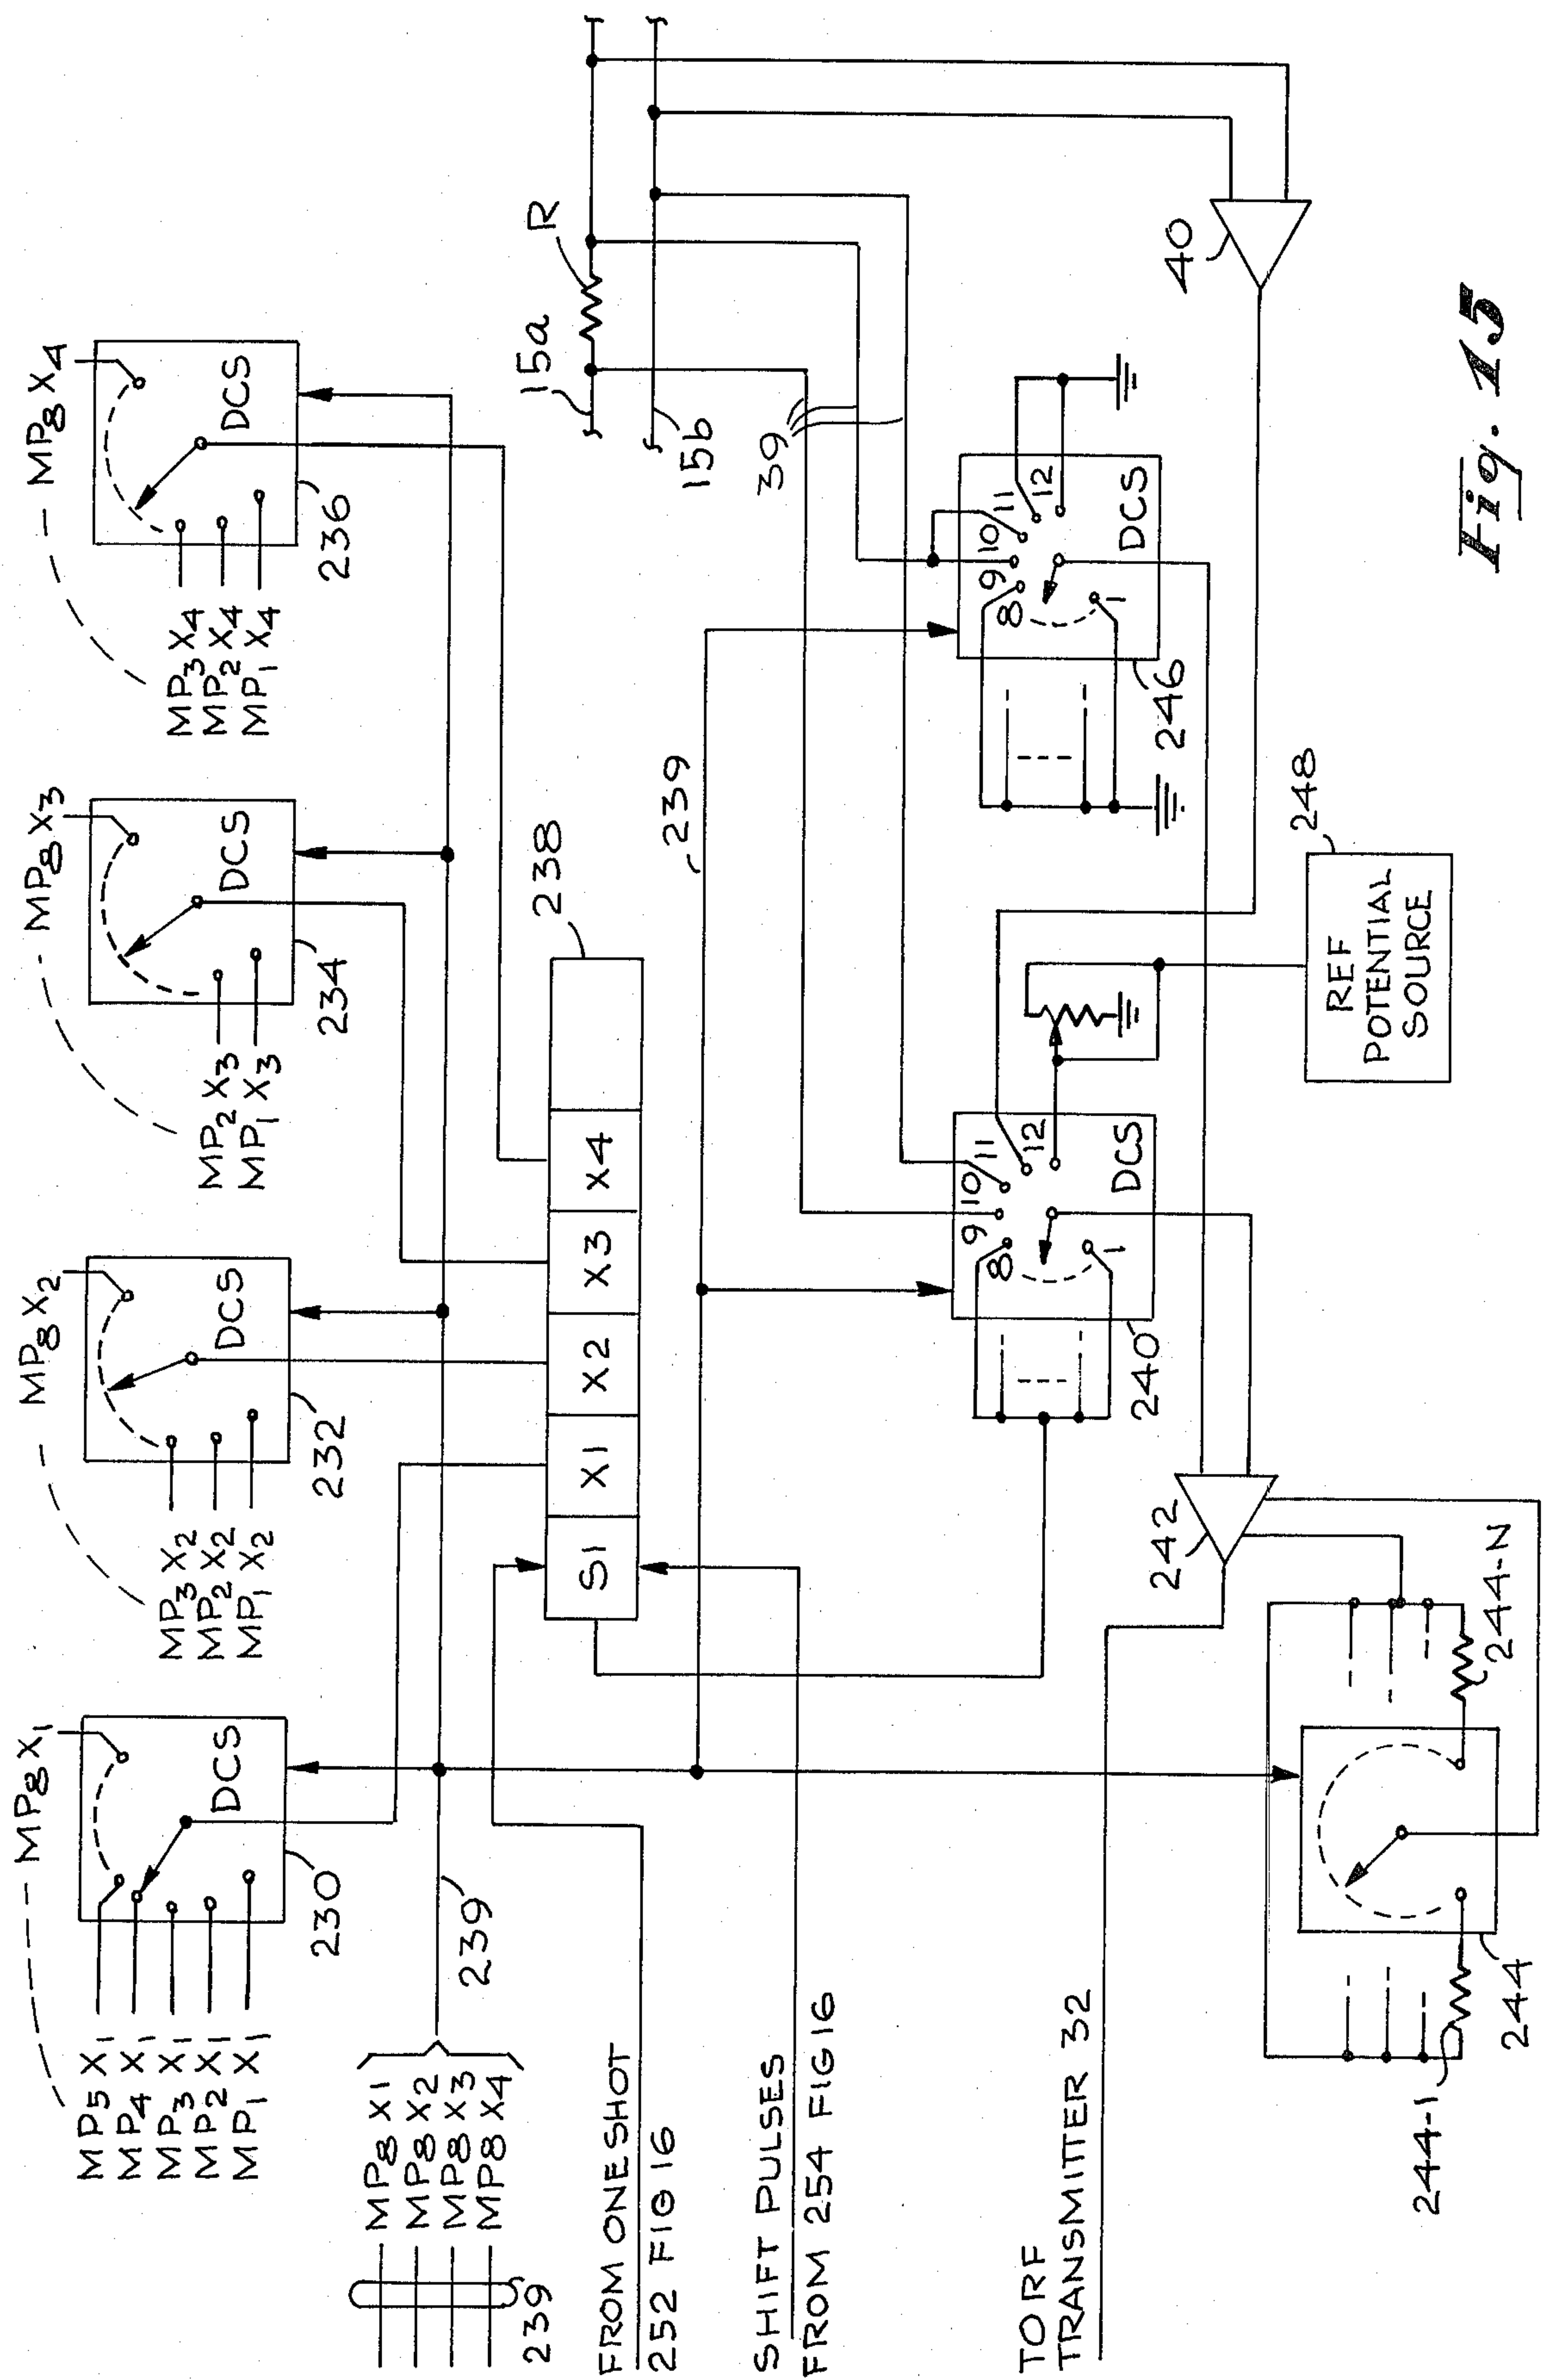 MP8 X1
MP5 X1
MP4 X1
MP3 X1
MP2 X1
MP1 X1
DCS
230
MP8 X2
MP3 X2
MP2 X2
MP1 X2
DCS
232
MP8 X3
MP2 X3
MP1 X3
DCS
234
MP8 X4
MP3 X4
MP2 X4
MP1 X4
DCS
236
MP8 X1
MP8 X2
MP8 X3
MP8 X4
239
239
FROM ONE SHOT
252 FIG 16
SHIFT PULSES
FROM 254 FIG 16
S1 X1 X2 X3 X4
238
239
15a
R
15b
39
8 9 10 11 12
1
DCS
240
8 9 10 11 12
1
DCS
246
40
REF
POTENTIAL
SOURCE
248
242
TO RF
TRANSMITTER 32
244-1
244
244-N
Fig. 15